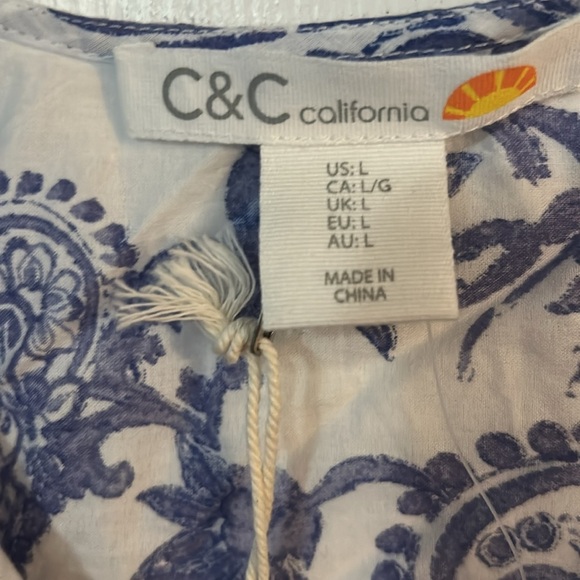 C&C california
US: L
CA: L/G
UK: L
EU: L
AU: L
MADE IN
CHINA